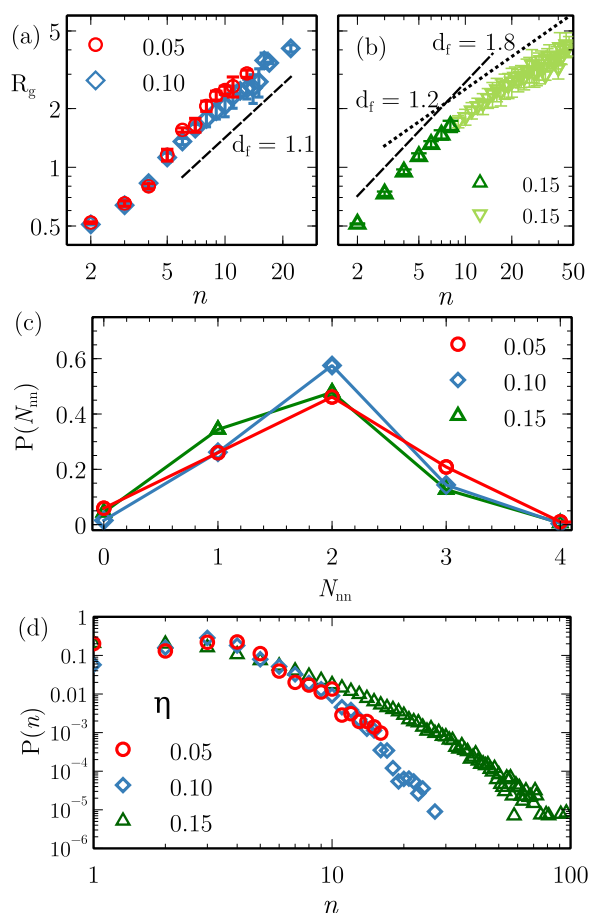 (a)
0.05
0.10
R_g
5
2
1
0.5
d_f = 1.1
2
5
10
20
n
(b)
d_f = 1.8
d_f = 1.2
0.15
0.15
2
5
10
20
50
n
(c)
P(N_nn)
0.6
0.4
0.2
0
0.05
0.10
0.15
0
1
2
3
4
N_nn
(d)
P(n)
1
0.1
0.01
10^-3
10^-4
10^-5
10^-6
η
0.05
0.10
0.15
1
10
100
n